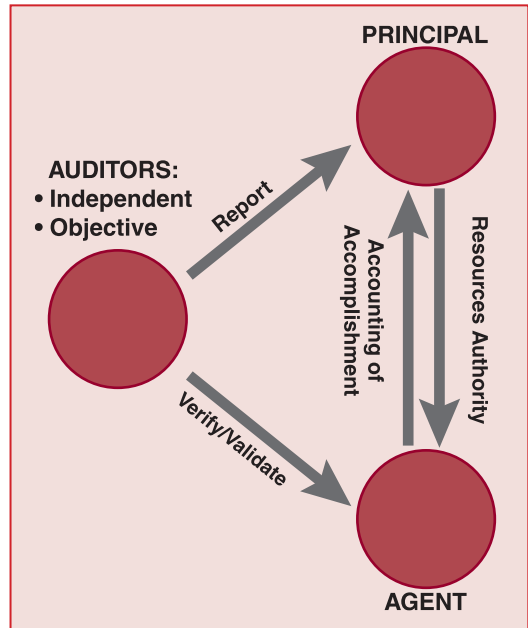 PRINCIPAL
AUDITORS:
• Independent
• Objective
Report
Accounting of
Accomplishment
Resources Authority
Verify/Validate
AGENT